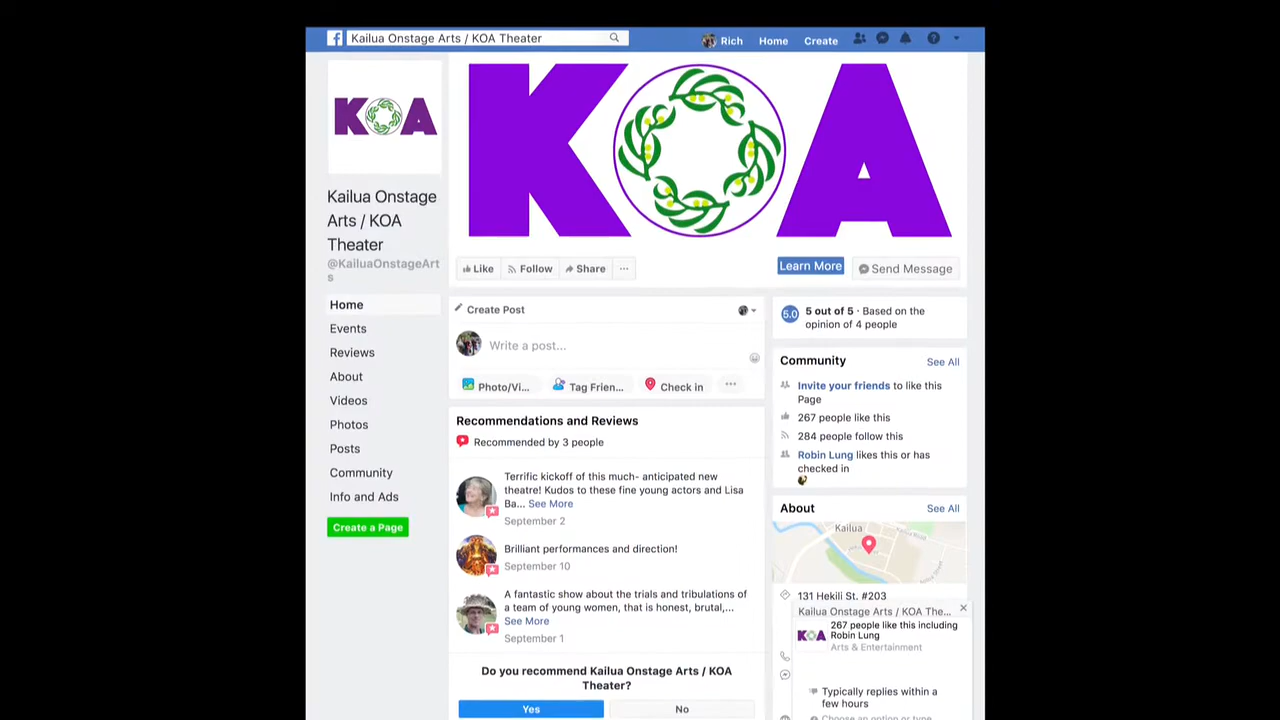 Kailua Onstage Arts / KOA Theater
Rich
Home
Create
KOA
KOA
Kailua Onstage
Arts / KOA
Theater
@KailuaOnstageArt
s
Like
Follow
Share
Learn More
Send Message
Home
Events
Reviews
About
Videos
Photos
Posts
Community
Info and Ads
Create a Page
Create Post
Write a post...
Photo/Vi...
Tag Frien...
Check in
Recommendations and Reviews
Recommended by 3 people
Terrific kickoff of this much- anticipated new
theatre! Kudos to these fine young actors and Lisa
Ba... See More
September 2
Brilliant performances and direction!
September 10
A fantastic show about the trials and tribulations of
a team of young women, that is honest, brutal,...
See More
September 1
Do you recommend Kailua Onstage Arts / KOA
Theater?
Yes
No
5.0
5 out of 5 · Based on the
opinion of 4 people
Community
See All
Invite your friends to like this
Page
267 people like this
284 people follow this
Robin Lung likes this or has
checked in
About
See All
Kailua
131 Hekili St. #203
Kailua Onstage Arts / KOA The...
KOA
267 people like this including
Robin Lung
Arts & Entertainment
Typically replies within a
few hours
Choose an option or type